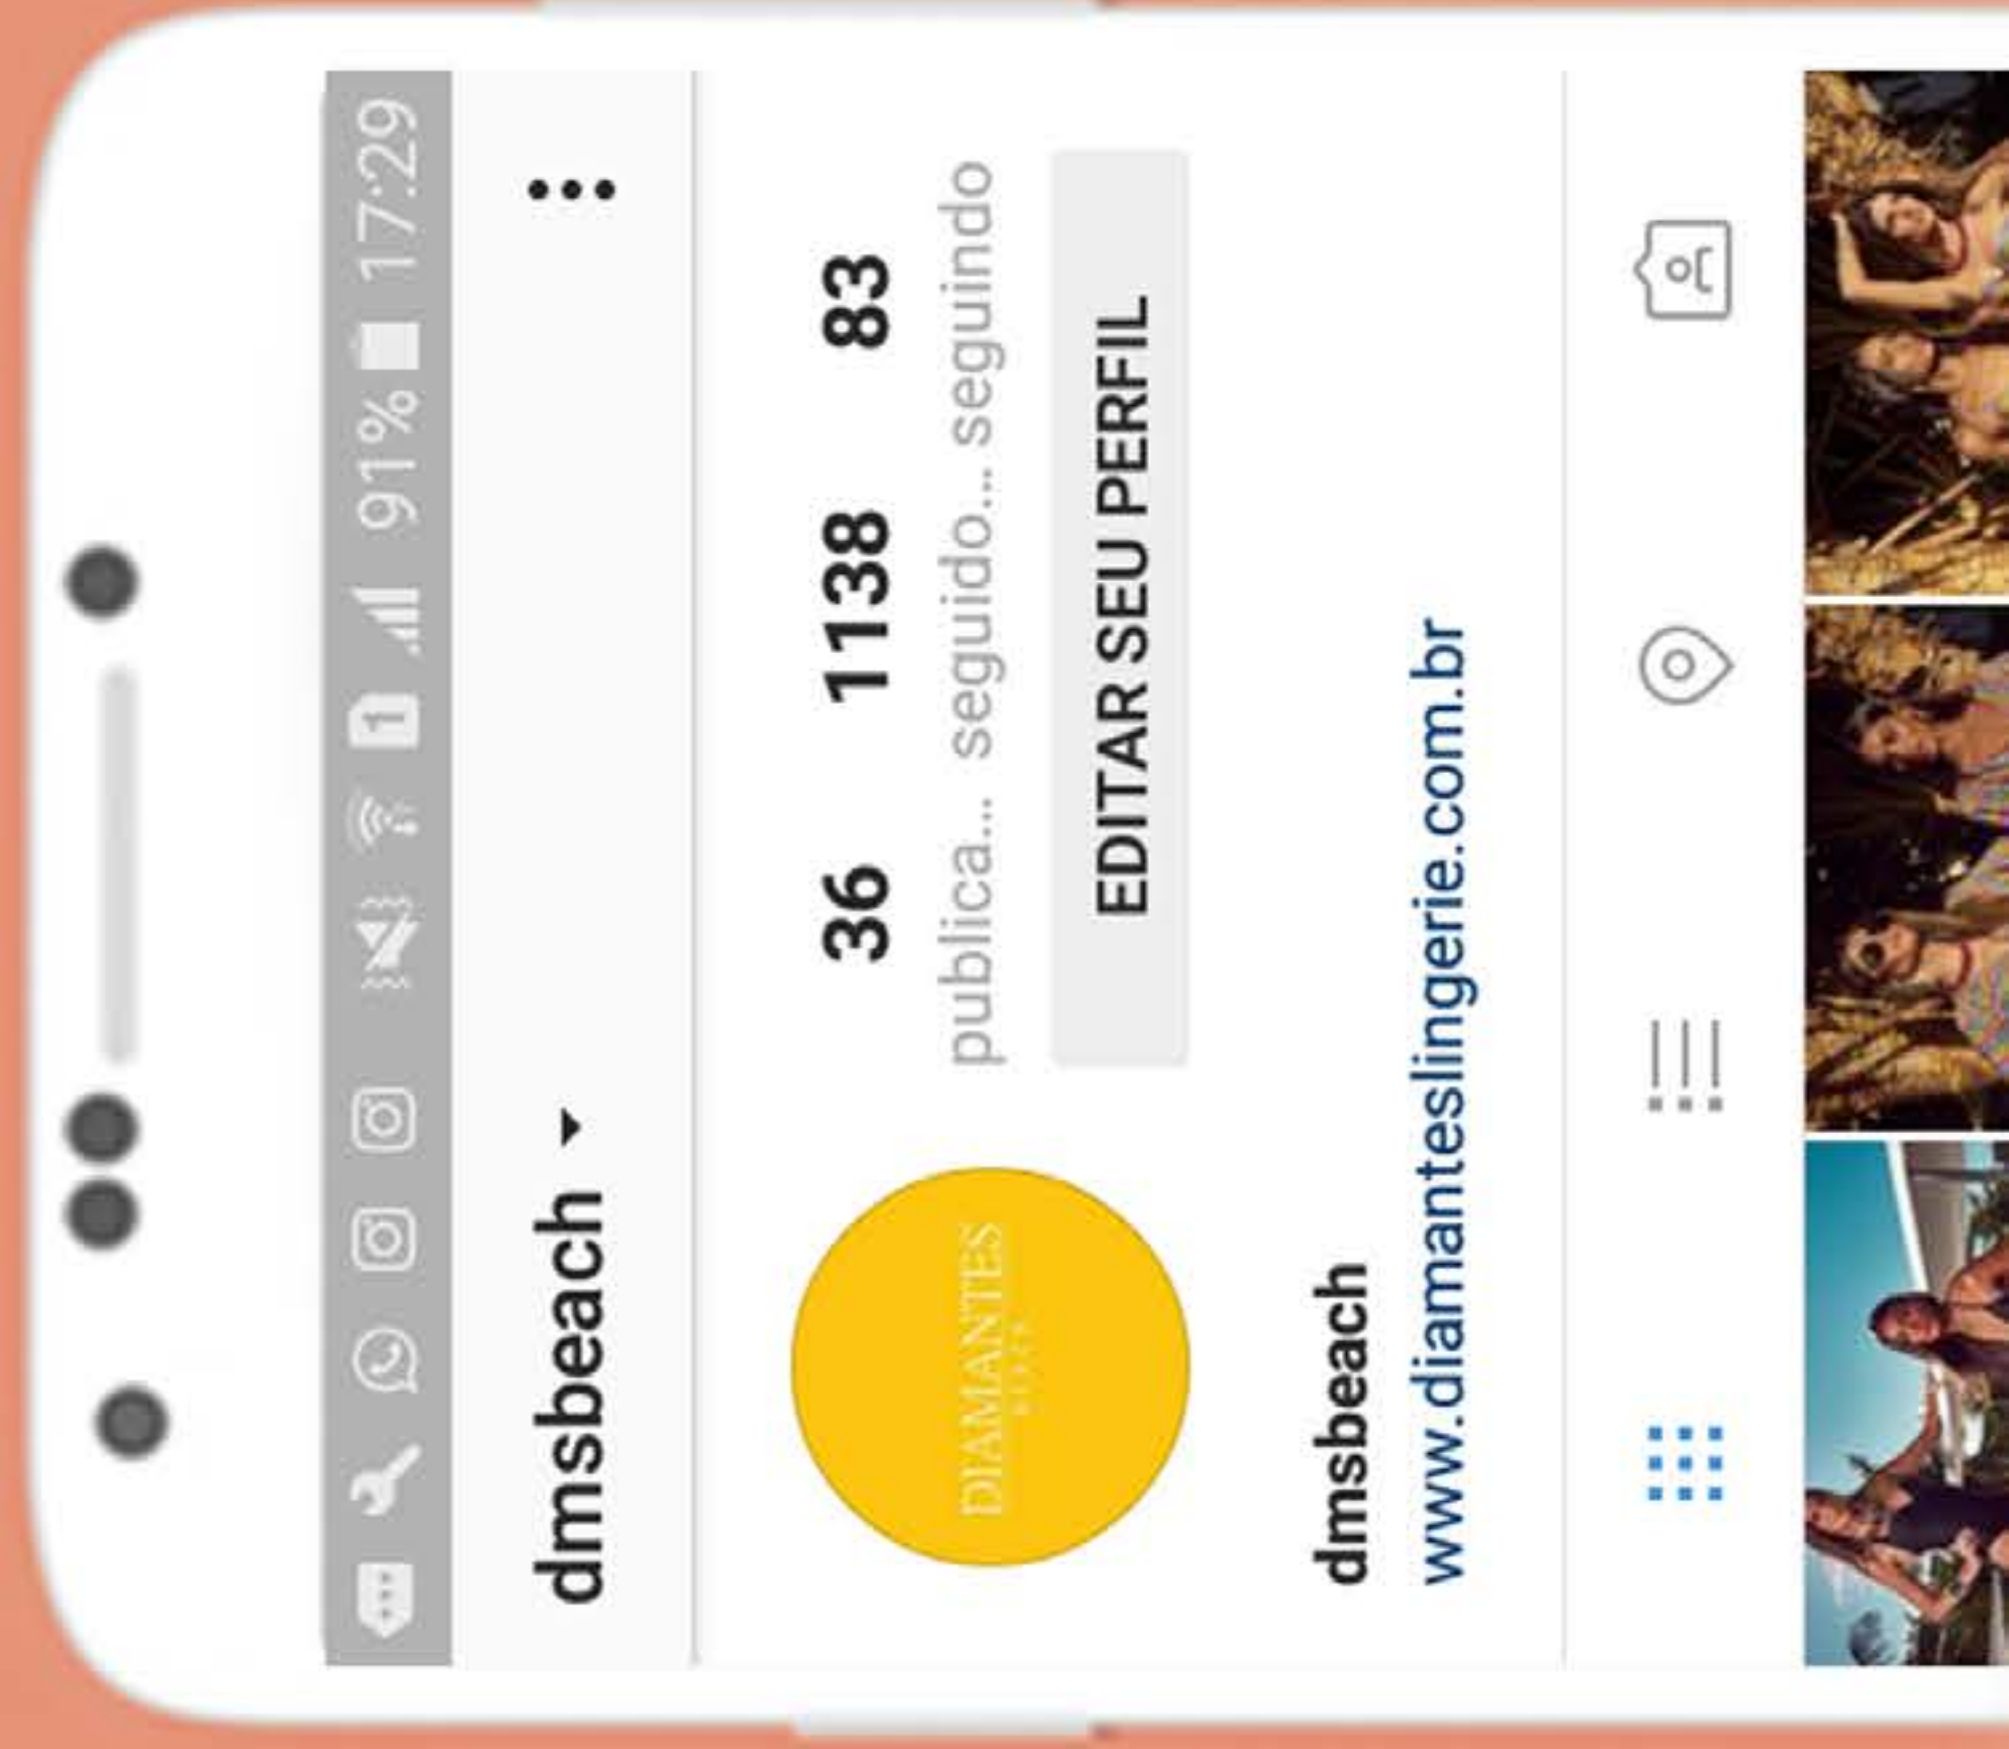 91% 17:29
dmsbeach
36 1138 83
publica... seguido... seguindo
EDITAR SEU PERFIL
DIAMANTES
BEACH
dmsbeach
www.diamanteslingerie.com.br